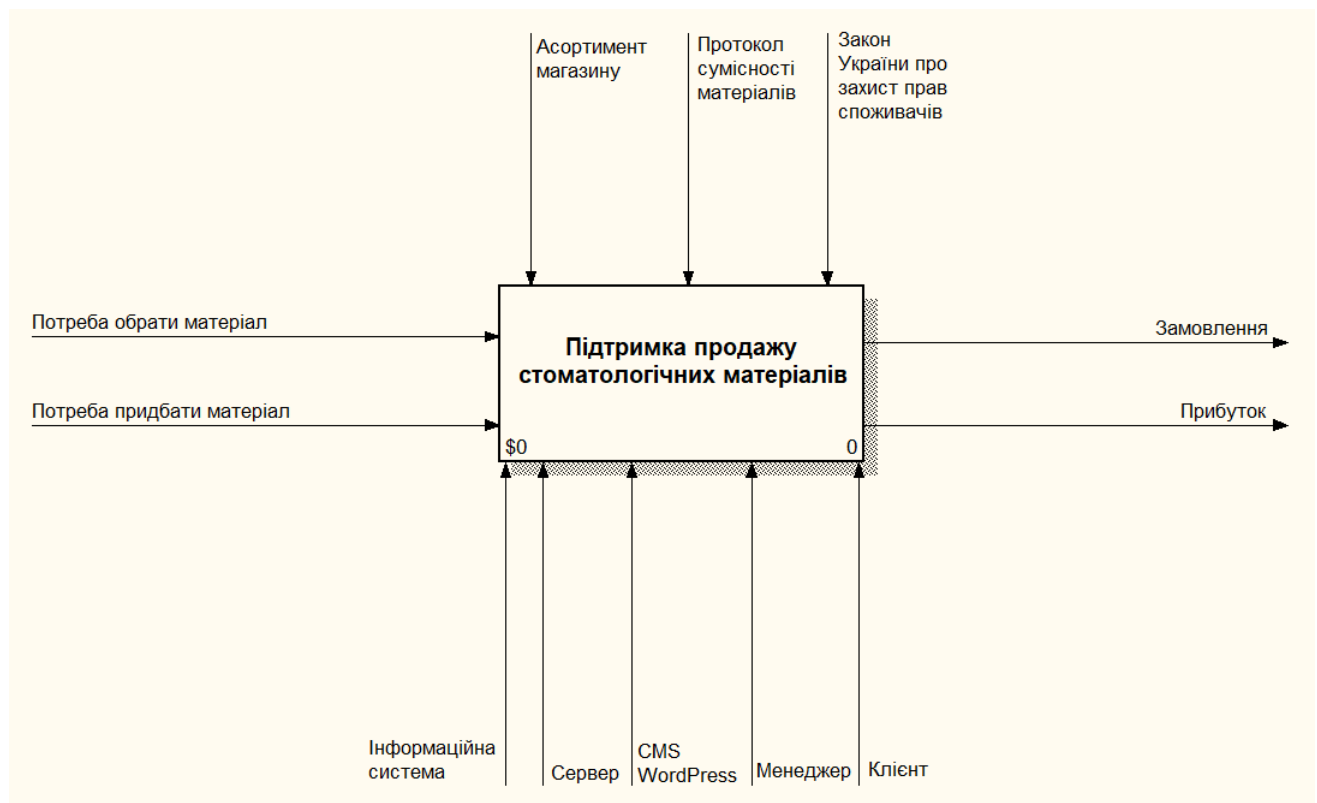 Асортимент
магазину
Протокол
сумісності
матеріалів
Закон
України про
захист прав
споживачів
Потреба обрати матеріал
Потреба придбати матеріал
Підтримка продажу
стоматологічних матеріалів
$0
0
Замовлення
Прибуток
Інформаційна
система
Сервер
CMS
WordPress
Менеджер
Клієнт